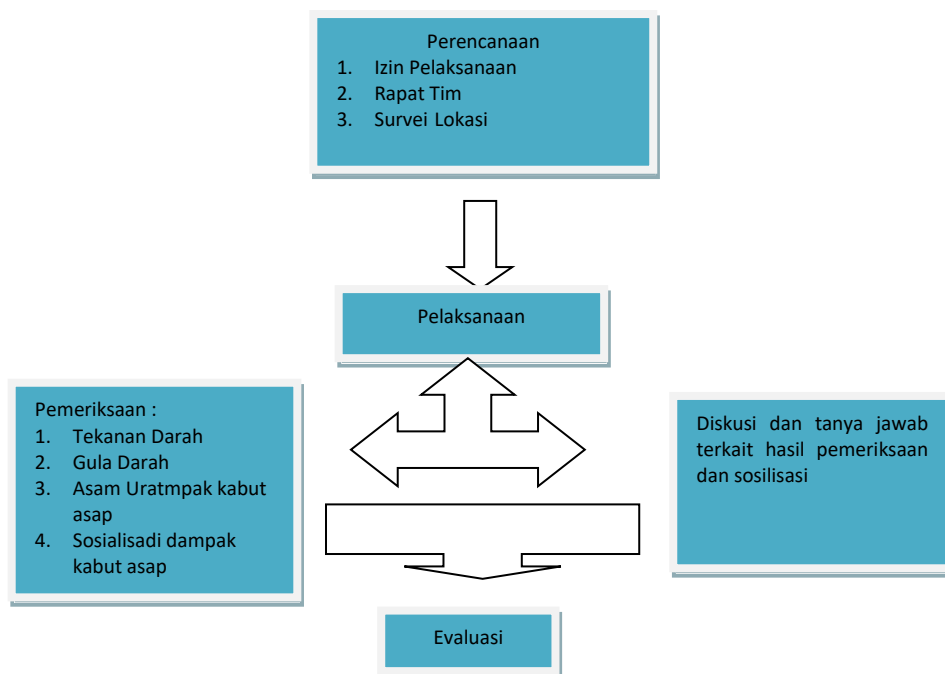 Perencanaan
1. Izin Pelaksanaan
2. Rapat Tim
3. Survei Lokasi
Pelaksanaan
Pemeriksaan :
1. Tekanan Darah
2. Gula Darah
3. Asam Uratmpak kabut
asap
4. Sosialisadi dampak
kabut asap
Diskusi dan tanya jawab
terkait hasil pemeriksaan
dan sosilisasi
Evaluasi